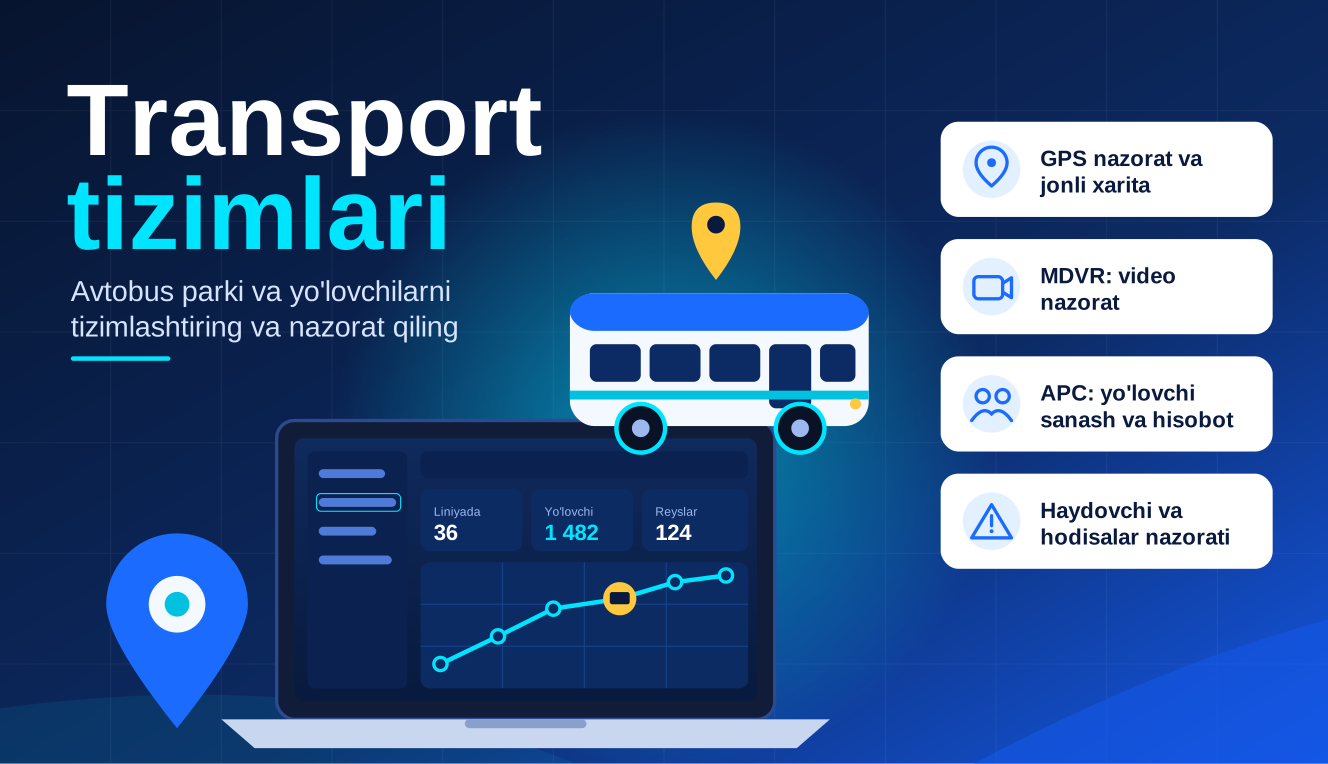 Transport
tizimlari
Avtobus parki va yo'lovchilarni
tizimlashtiring va nazorat qiling
GPS nazorat va
jonli xarita
MDVR: video
nazorat
APC: yo'lovchi
sanash va hisobot
Haydovchi va
hodisalar nazorati
Liniyada
36
Yo'lovchi
1 482
Reyslar
124